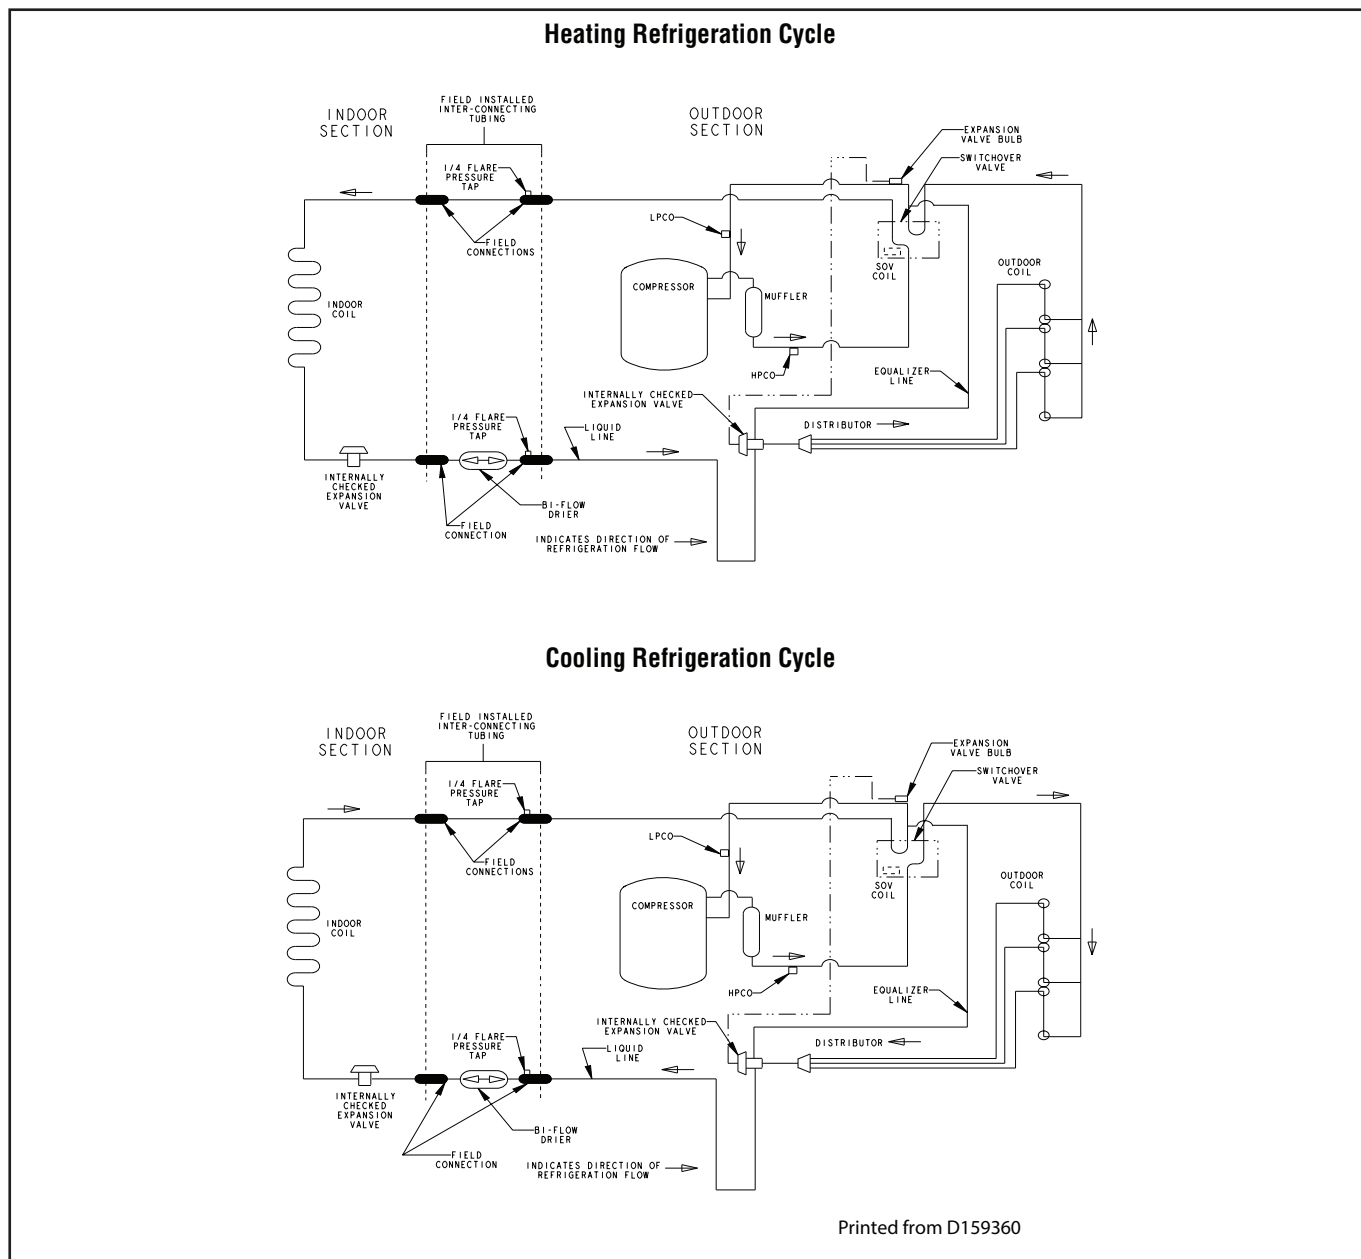 Heating Refrigeration Cycle
FIELD INSTALLED
INTER-CONNECTING
TUBING
INDOOR
SECTION
OUTDOOR
SECTION
EXPANSION
VALVE BULB
SWITCHOVER
VALVE
1/4 FLARE
PRESSURE
TAP
LPCO
FIELD
CONNECTIONS
SOV
COIL
OUTDOOR
COIL
COMPRESSOR
MUFFLER
INDOOR
COIL
HPCO
EQUALIZER
LINE
INTERNALLY CHECKED
EXPANSION VALVE
1/4 FLARE
PRESSURE
TAP
LIQUID
LINE
DISTRIBUTOR
INTERNALLY
CHECKED
EXPANSION
VALVE
BI-FLOW
DRIER
FIELD
CONNECTION
INDICATES DIRECTION OF
REFRIGERATION FLOW
Cooling Refrigeration Cycle
FIELD INSTALLED
INTER-CONNECTING
TUBING
INDOOR
SECTION
OUTDOOR
SECTION
EXPANSION
VALVE BULB
SWITCHOVER
VALVE
1/4 FLARE
PRESSURE
TAP
LPCO
FIELD
CONNECTIONS
SOV
COIL
OUTDOOR
COIL
COMPRESSOR
MUFFLER
INDOOR
COIL
HPCO
EQUALIZER
LINE
INTERNALLY CHECKED
EXPANSION VALVE
1/4 FLARE
PRESSURE
TAP
LIQUID
LINE
DISTRIBUTOR
INTERNALLY
CHECKED
EXPANSION
VALVE
BI-FLOW
DRIER
FIELD
CONNECTION
INDICATES DIRECTION OF
REFRIGERATION FLOW
Printed from D159360